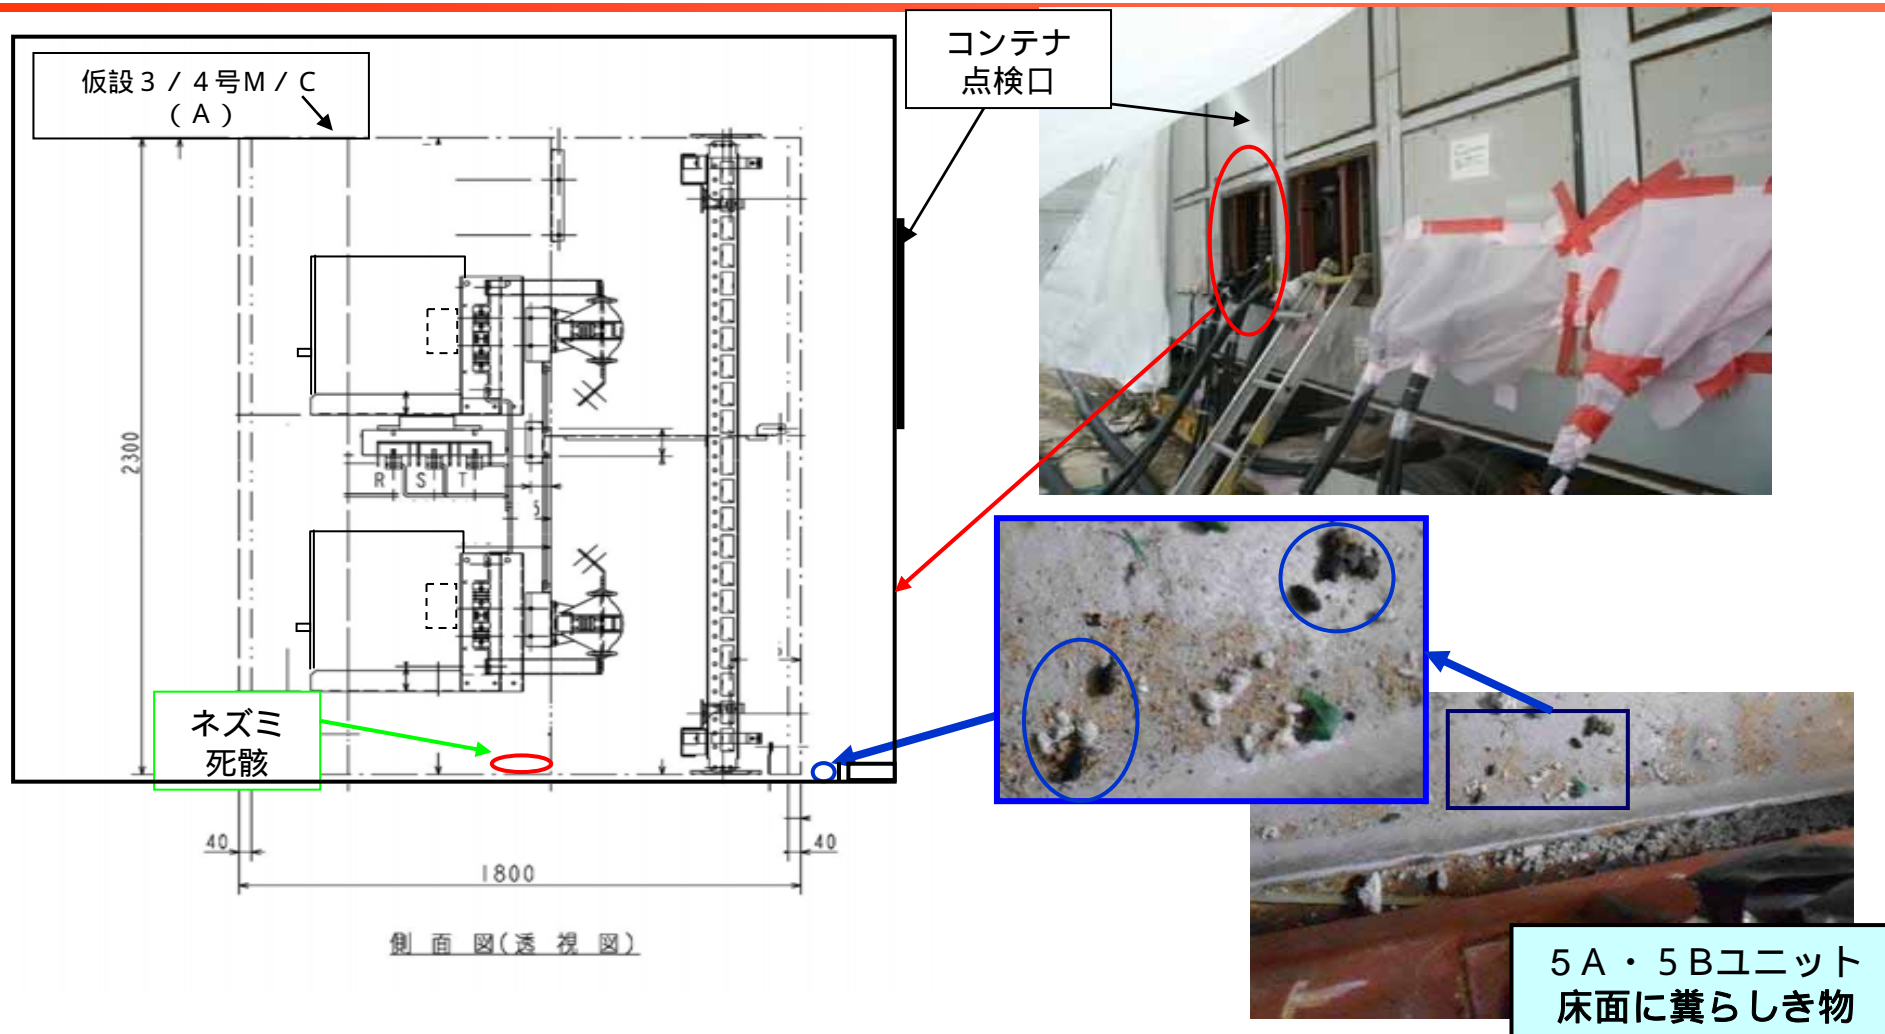 仮設３／４号Ｍ／Ｃ
（Ａ）
コンテナ
点検口
2300
R S T
5
ネズミ
死骸
40
40
1800
側面図(透視図)
５Ａ・５Bユニット
床面に糞らしき物